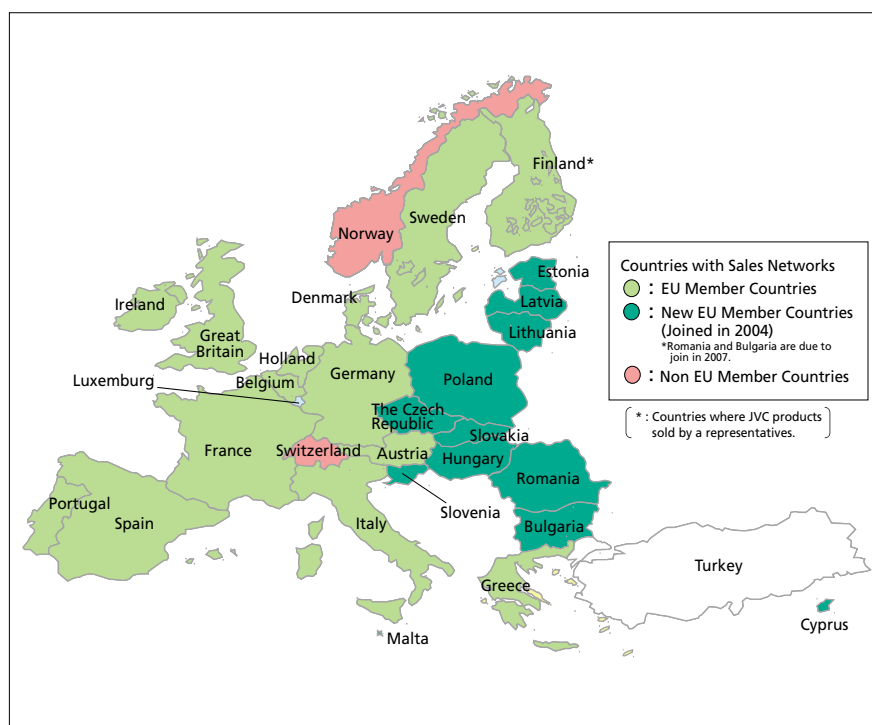 Finland*
Sweden
Norway
Estonia
Latvia
Lithuania
Denmark
Ireland
Great
Britain
Holland
Belgium
Luxemburg
Germany
Poland
The Czech
Republic
Slovakia
France
Switzerland
Austria
Hungary
Romania
Slovenia
Portugal
Spain
Italy
Bulgaria
Greece
Turkey
Malta
Cyprus
Countries with Sales Networks
: EU Member Countries
: New EU Member Countries
(Joined in 2004)
*Romania and Bulgaria are due to
join in 2007.
: Non EU Member Countries
* : Countries where JVC products
sold by a representatives.